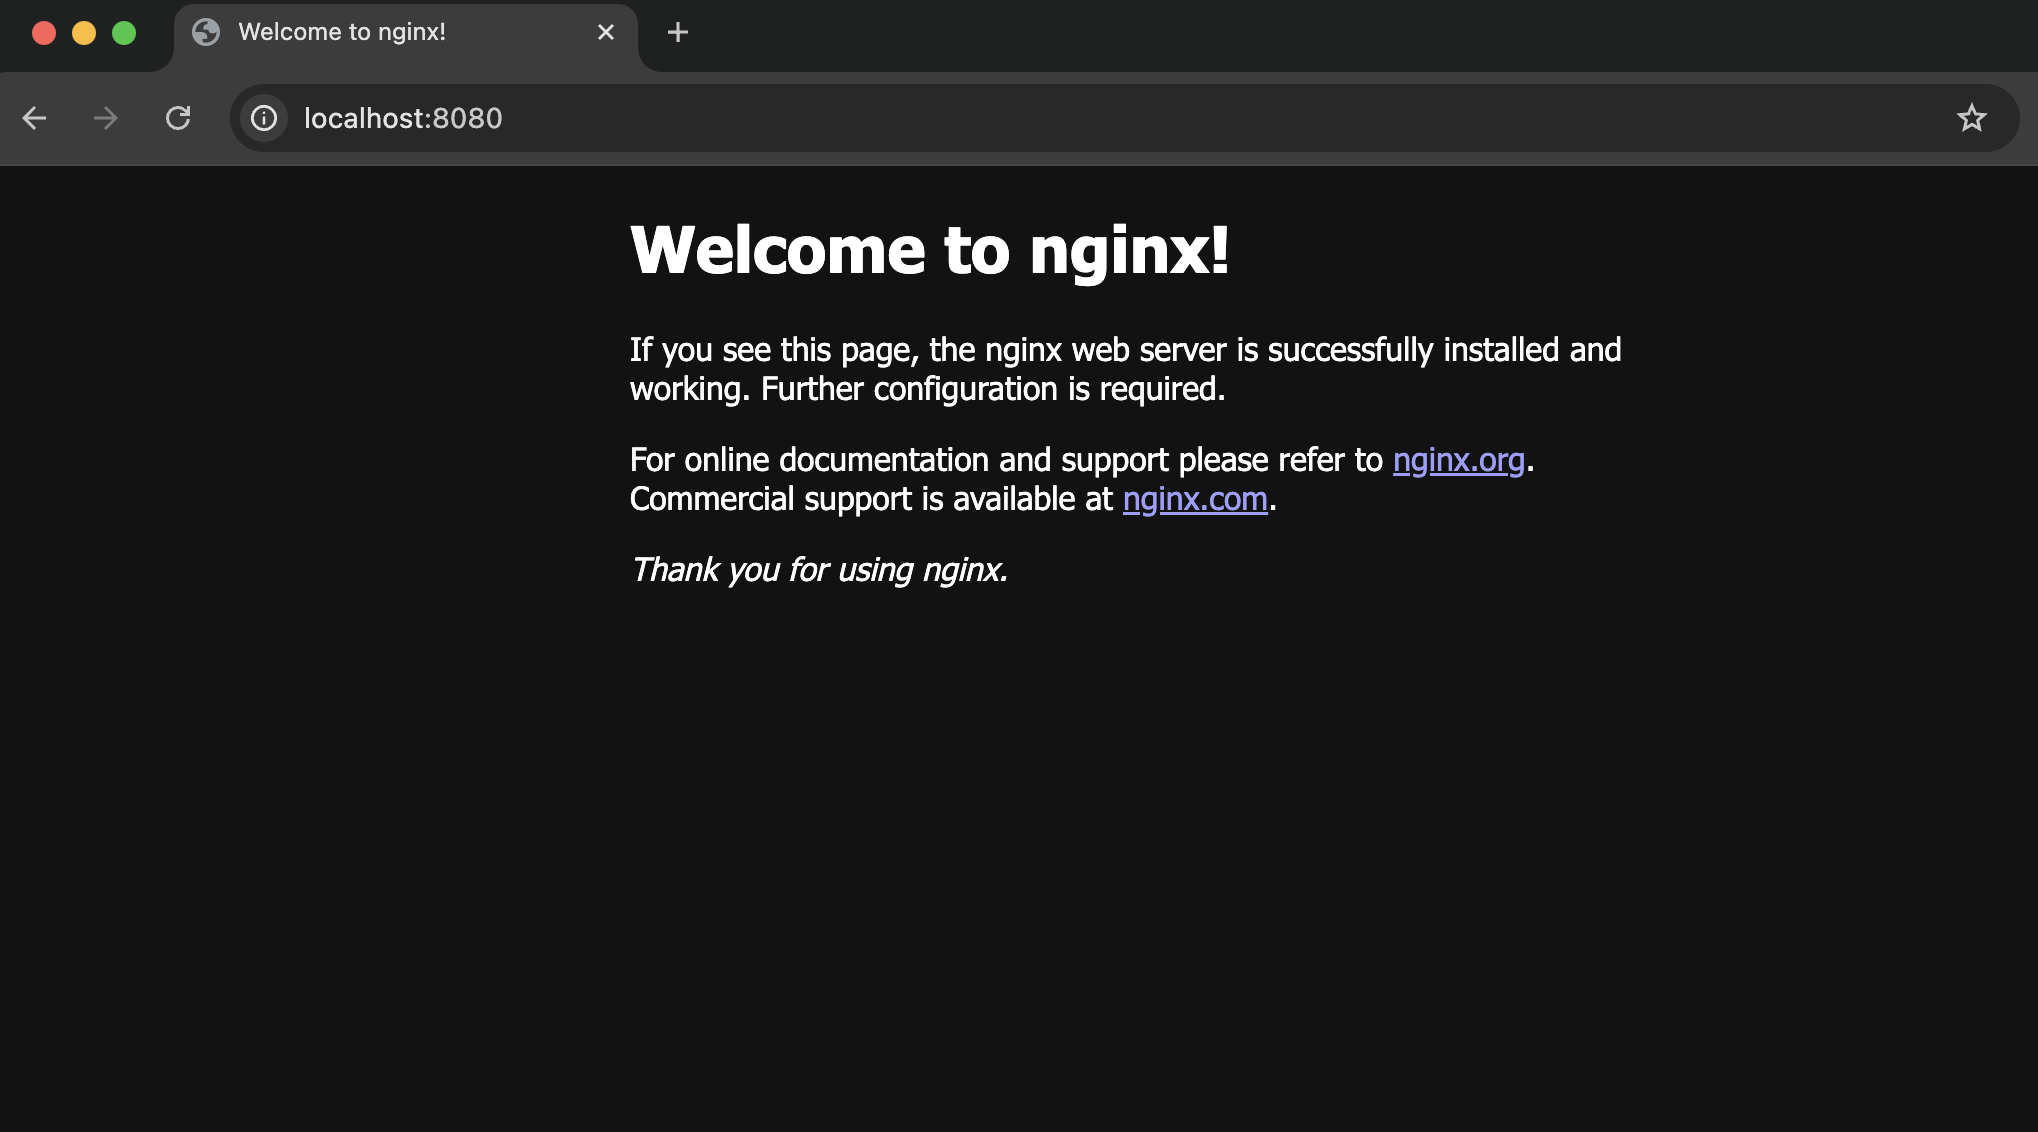 Welcome to nginx!
localhost:8080
Welcome to nginx!
If you see this page, the nginx web server is successfully installed and
working. Further configuration is required.
For online documentation and support please refer to nginx.org.
Commercial support is available at nginx.com.
Thank you for using nginx.